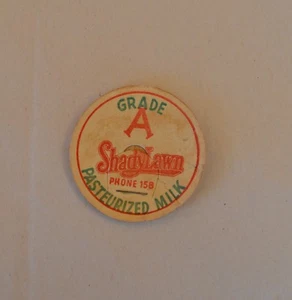 GRADE
A
ShadyLawn
PHONE 158
PASTEURIZED MILK